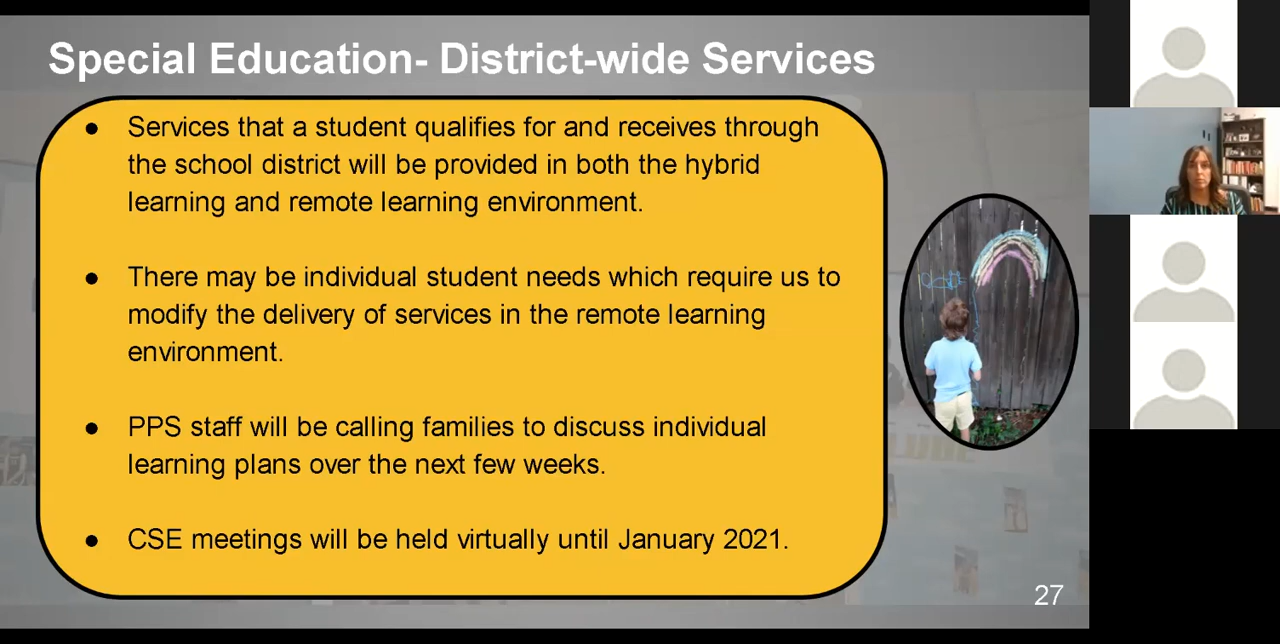 Special Education- District-wide Services
● Services that a student qualifies for and receives through
the school district will be provided in both the hybrid
learning and remote learning environment.
● There may be individual student needs which require us to
modify the delivery of services in the remote learning
environment.
● PPS staff will be calling families to discuss individual
learning plans over the next few weeks.
● CSE meetings will be held virtually until January 2021.
27